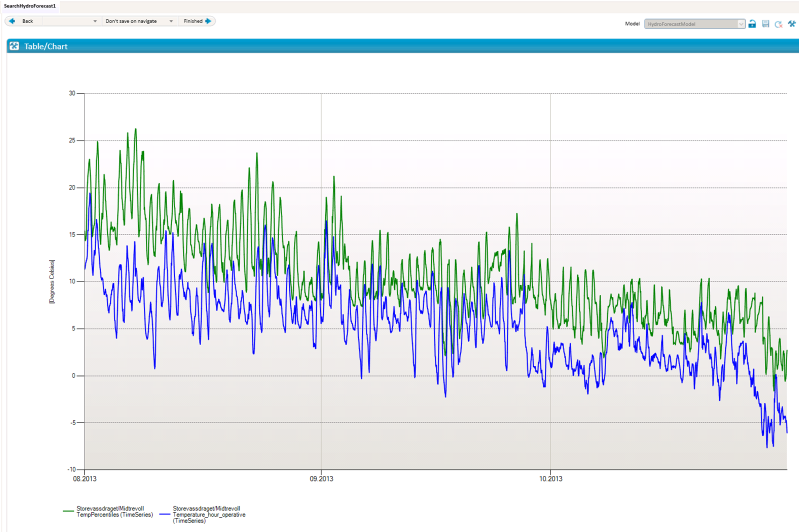 SearchHydroForecast1
Back Don't save on navigate Finished Model HydroForecastModel
Table/Chart
30
25
20
15
10
5
0
-5
-10
[Degrees Celsius]
08.2013 09.2013 10.2013
Storevassdraget/Midtrevoll
TempPercentiles (TimeSeries)
Storevassdraget/Midtrevoll
Temperature_hour_operative
(TimeSeries)